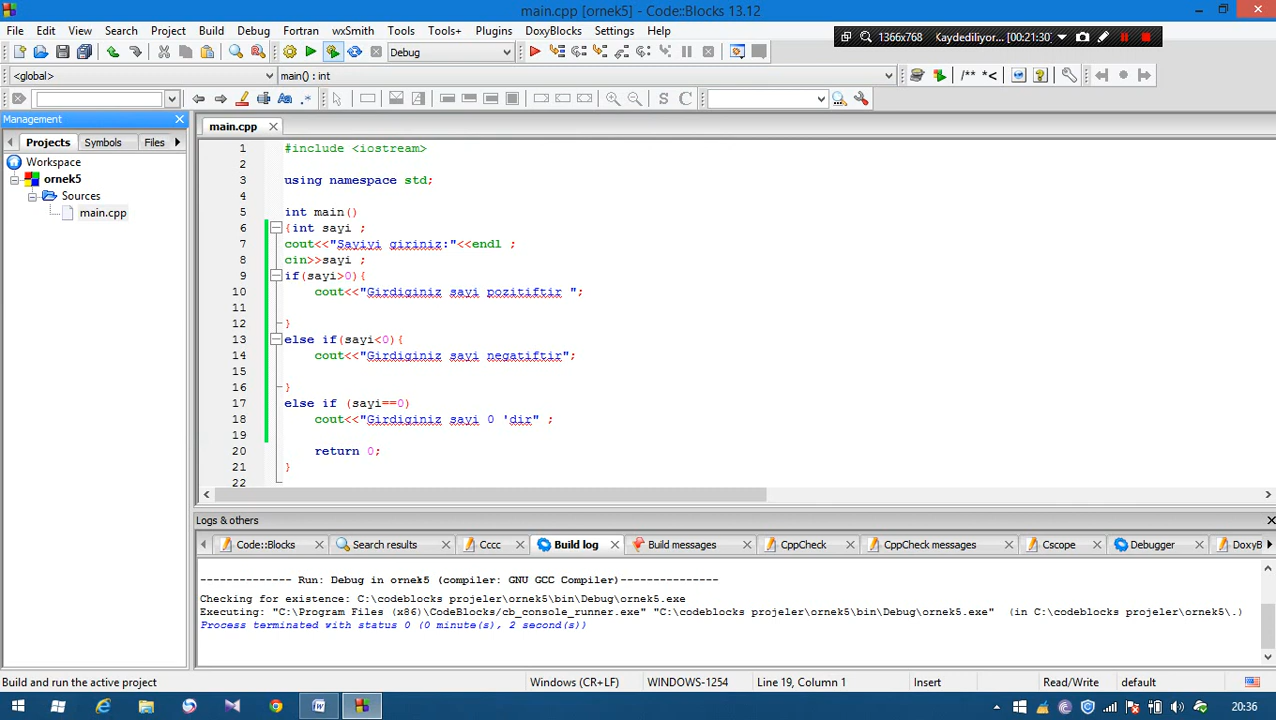 main.cpp [ornek5] - Code::Blocks 13.12
File Edit View Search Project Build Debug Fortran wxSmith Tools Tools+ Plugins DoxyBlocks Settings Help
1366x768 Kaydediliyor... [00:21:30]
Debug
<global> main() : int
/** *<
S C
Management
main.cpp
Projects Symbols Files
Workspace
ornek5
Sources
main.cpp
1 #include <iostream>
2
3 using namespace std;
4
5 int main()
6 {int sayi ;
7 cout<<"Sayiyi giriniz:"<<endl ;
8 cin>>sayi ;
9 if(sayi>0){
10 cout<<"Girdiginiz sayi pozitiftir ";
11
12 }
13 else if(sayi<0){
14 cout<<"Girdiginiz sayi negatiftir";
15
16 }
17 else if (sayi==0)
18 cout<<"Girdiginiz sayi 0 'dir" ;
19
20 return 0;
21 }
22
Logs & others
Code::Blocks Search results Cccc Build log Build messages CppCheck CppCheck messages Cscope Debugger DoxyB
-------------- Run: Debug in ornek5 (compiler: GNU GCC Compiler)---------------
Checking for existence: C:\codeblocks projeler\ornek5\bin\Debug\ornek5.exe
Executing: "C:\Program Files (x86)\CodeBlocks/cb_console_runner.exe" "C:\codeblocks projeler\ornek5\bin\Debug\ornek5.exe" (in C:\codeblocks projeler\ornek5\.)
Process terminated with status 0 (0 minute(s), 2 second(s))
Build and run the active project Windows (CR+LF) WINDOWS-1254 Line 19, Column 1 Insert Read/Write default
20:36